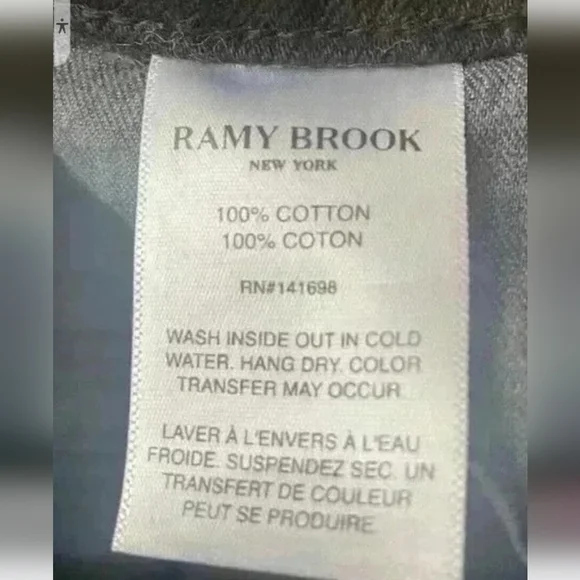 RAMY BROOK
NEW YORK
100% COTTON
100% COTON
RN#141698
WASH INSIDE OUT IN COLD
WATER. HANG DRY. COLOR
TRANSFER MAY OCCUR.
LAVER À L'ENVERS À L'EAU
FROIDE. SUSPENDEZ SEC. UN
TRANSFERT DE COULEUR
PEUT SE PRODUIRE.